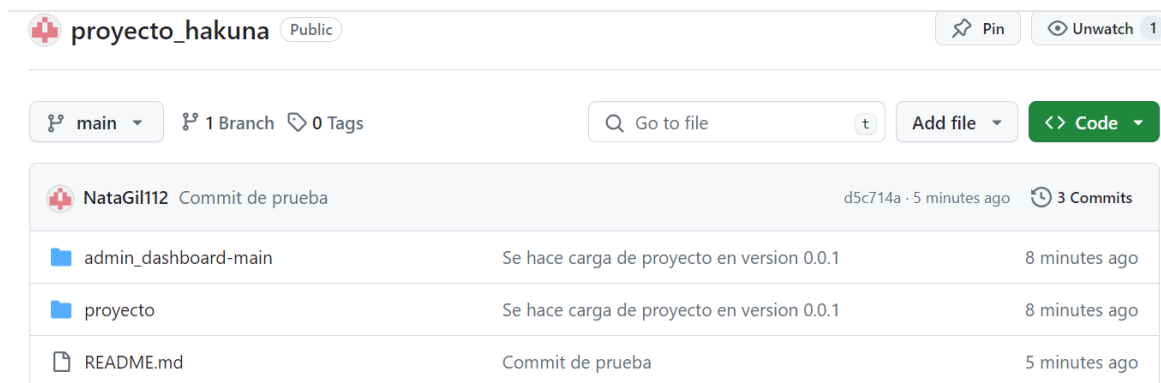 proyecto_hakuna Public Pin Unwatch 1
main 1 Branch 0 Tags Go to file t Add file Code
NataGil112 Commit de prueba d5c714a · 5 minutes ago 3 Commits
admin_dashboard-main Se hace carga de proyecto en version 0.0.1 8 minutes ago
proyecto Se hace carga de proyecto en version 0.0.1 8 minutes ago
README.md Commit de prueba 5 minutes ago